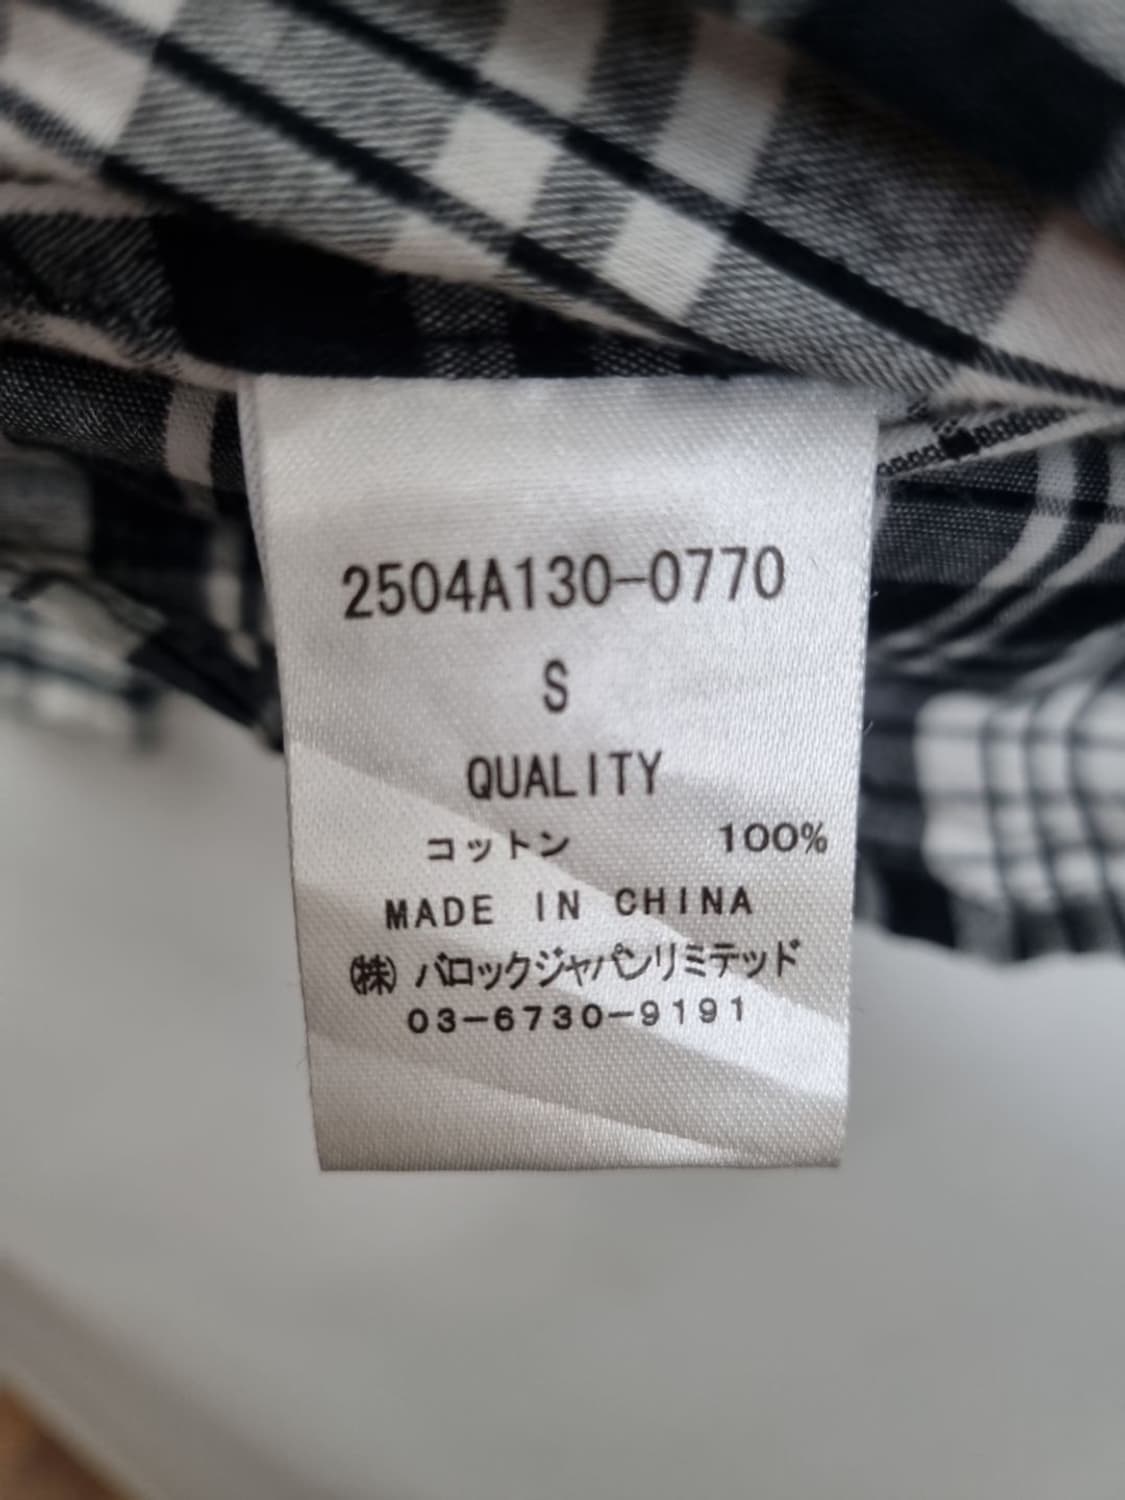 2504A130-0770
S
QUALITY
コットン 100%
MADE IN CHINA
㈱ バロックジャパンリミテッド
03-6730-9191